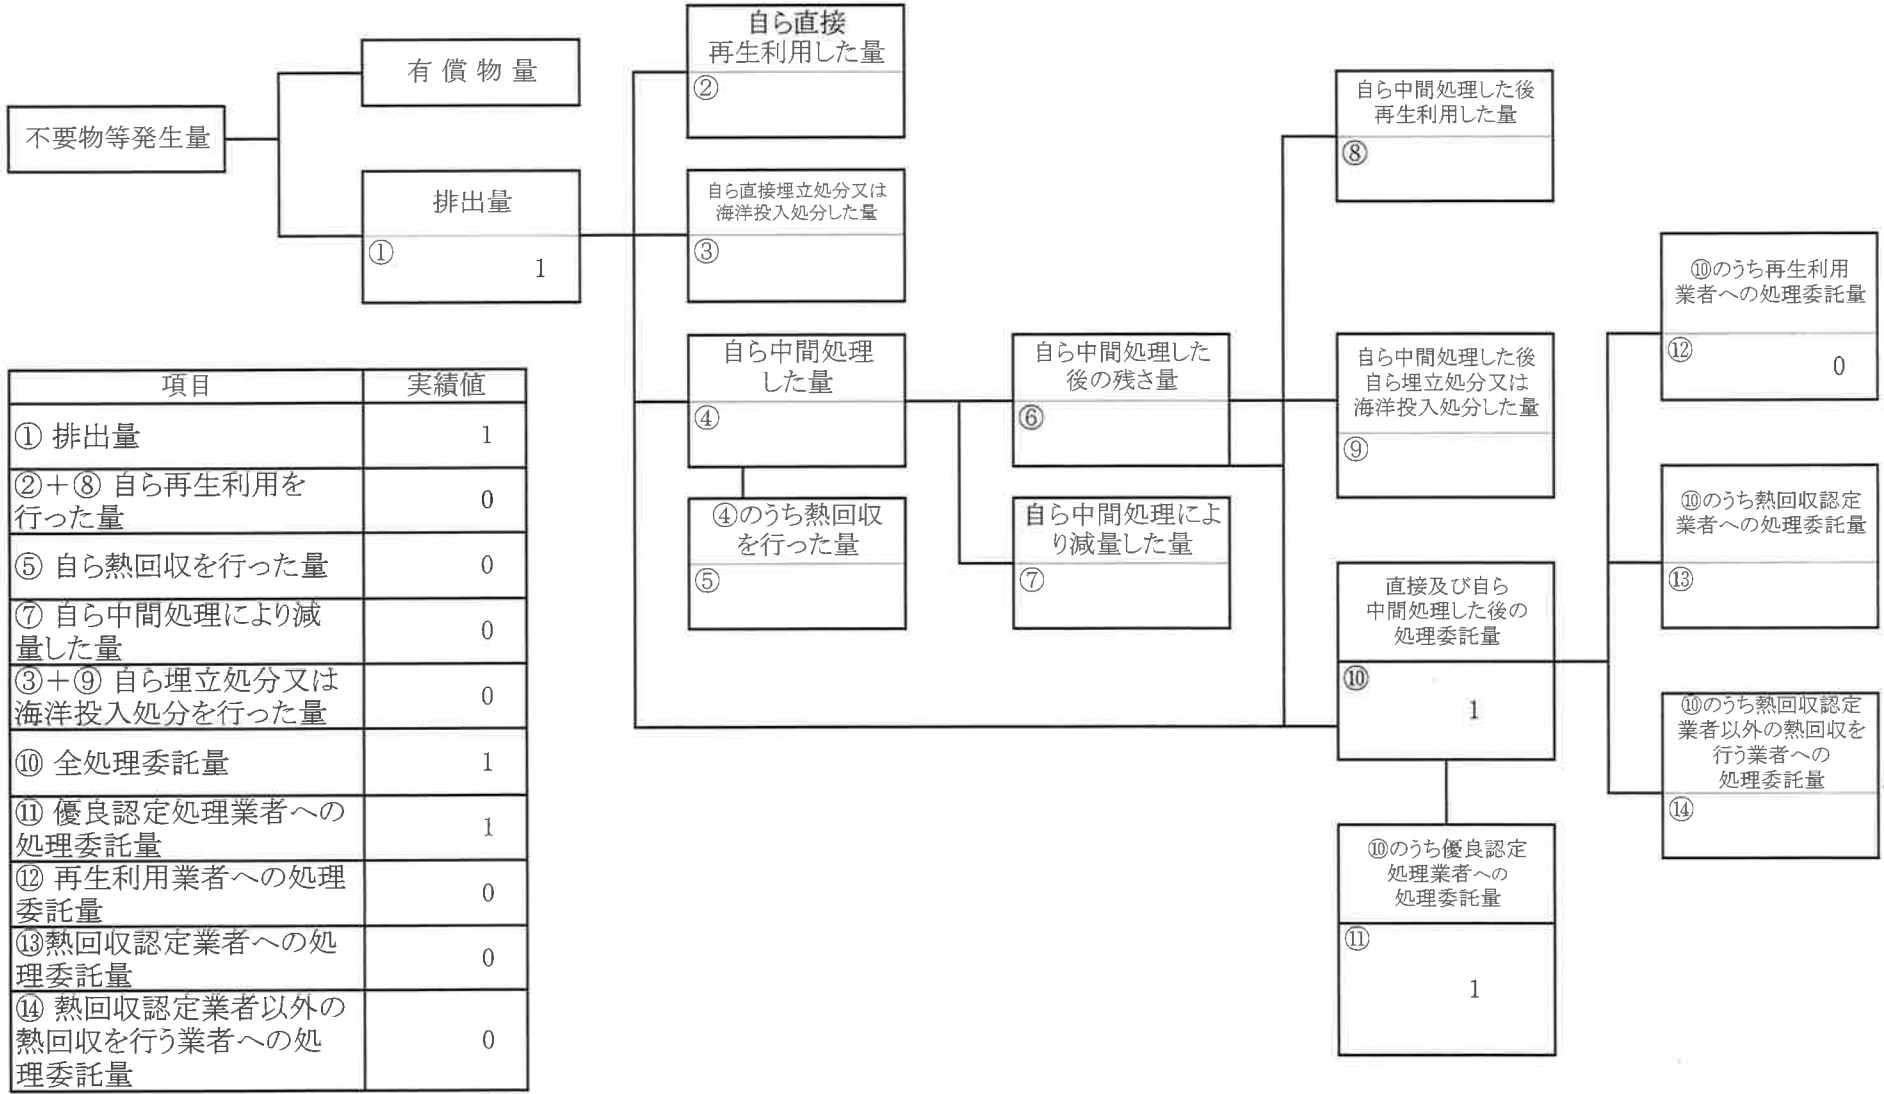 不要物等発生量
有 償 物 量
排出量
①
1
自ら直接
再生利用した量
②
自ら直接埋立処分又は
海洋投入処分した量
③
自ら中間処理
した量
④
④のうち熱回収
を行った量
⑤
自ら中間処理した
後の残さ量
⑥
自ら中間処理によ
り減量した量
⑦
自ら中間処理した後
再生利用した量
⑧
自ら中間処理した後
自ら埋立処分又は
海洋投入処分した量
⑨
直接及び自ら
中間処理した後の
処理委託量
⑩
1
⑩のうち優良認定
処理業者への
処理委託量
⑪
1
⑩のうち再生利用
業者への処理委託量
⑫
0
⑩のうち熱回収認定
業者への処理委託量
⑬
⑩のうち熱回収認定
業者以外の熱回収を
行う業者への
処理委託量
⑭
項目 実績値
① 排出量 1
②＋⑧ 自ら再生利用を
行った量 0
⑤ 自ら熱回収を行った量 0
⑦ 自ら中間処理により減
量した量 0
③＋⑨ 自ら埋立処分又は
海洋投入処分を行った量 0
⑩ 全処理委託量 1
⑪ 優良認定処理業者への
処理委託量 1
⑫ 再生利用業者への処理
委託量 0
⑬熱回収認定業者への処
理委託量 0
⑭ 熱回収認定業者以外の
熱回収を行う業者への処
理委託量 0